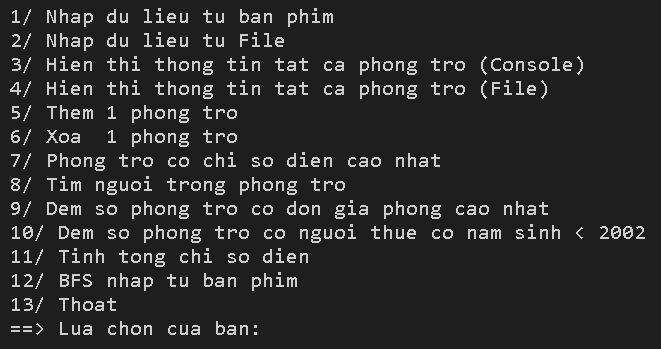 1/ Nhap du lieu tu ban phim
2/ Nhap du lieu tu File
3/ Hien thi thong tin tat ca phong tro (Console)
4/ Hien thi thong tin tat ca phong tro (File)
5/ Them 1 phong tro
6/ Xoa  1 phong tro
7/ Phong tro co chi so dien cao nhat
8/ Tim nguoi trong phong tro
9/ Dem so phong tro co don gia phong cao nhat
10/ Dem so phong tro co nguoi thue co nam sinh < 2002
11/ Tinh tong chi so dien
12/ BFS nhap tu ban phim
13/ Thoat
==> Lua chon cua ban: